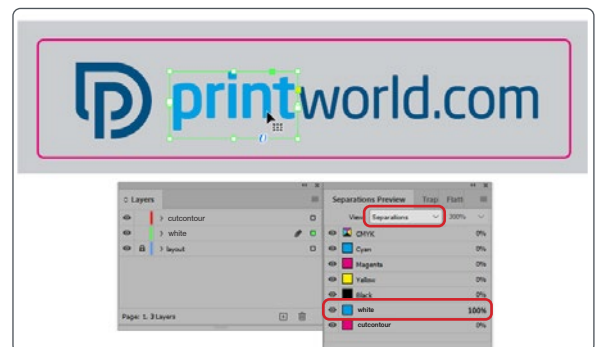 printworld.com
Layers
cutcontour
white
layout
Page: 1, 3 Layers
Separations Preview Trap Flatt
View: Separations 300%
CMYK 0%
Cyan 0%
Magenta 0%
Yellow 0%
Black 0%
white 100%
cutcontour 0%